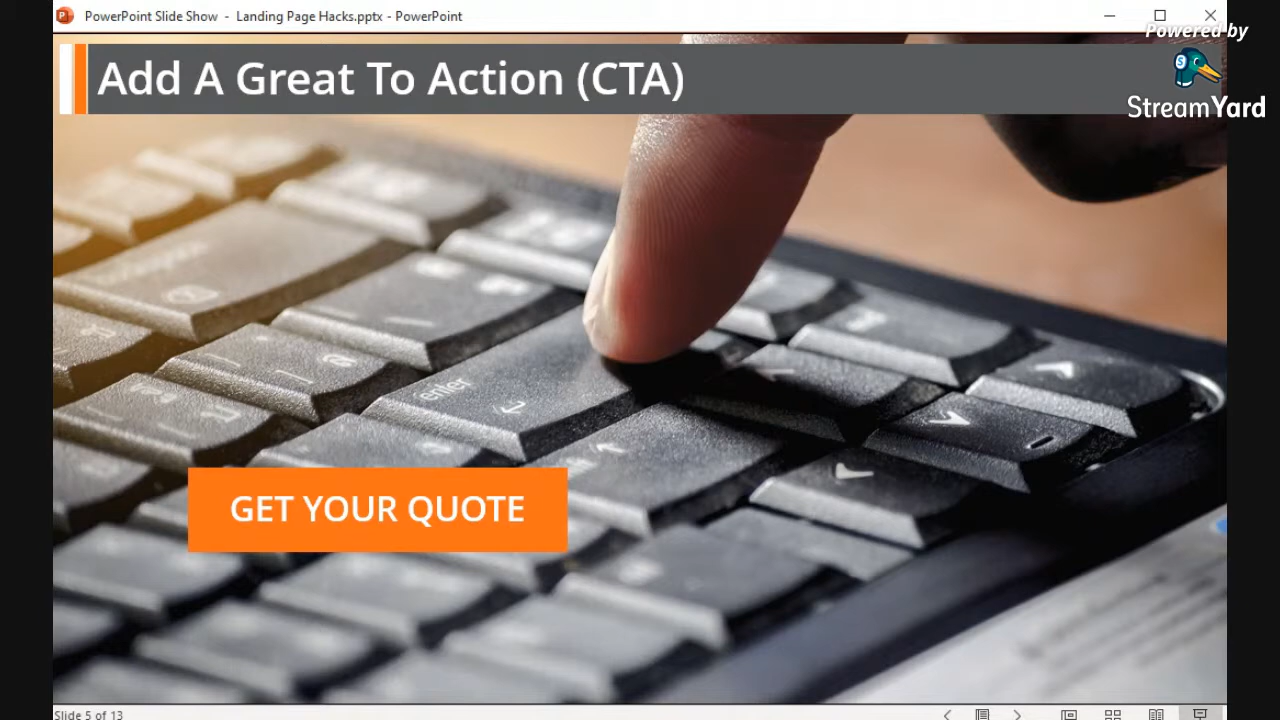 PowerPoint Slide Show - Landing Page Hacks.pptx - PowerPoint
Powered by
StreamYard
Add A Great To Action (CTA)
enter
GET YOUR QUOTE
Slide 5 of 13